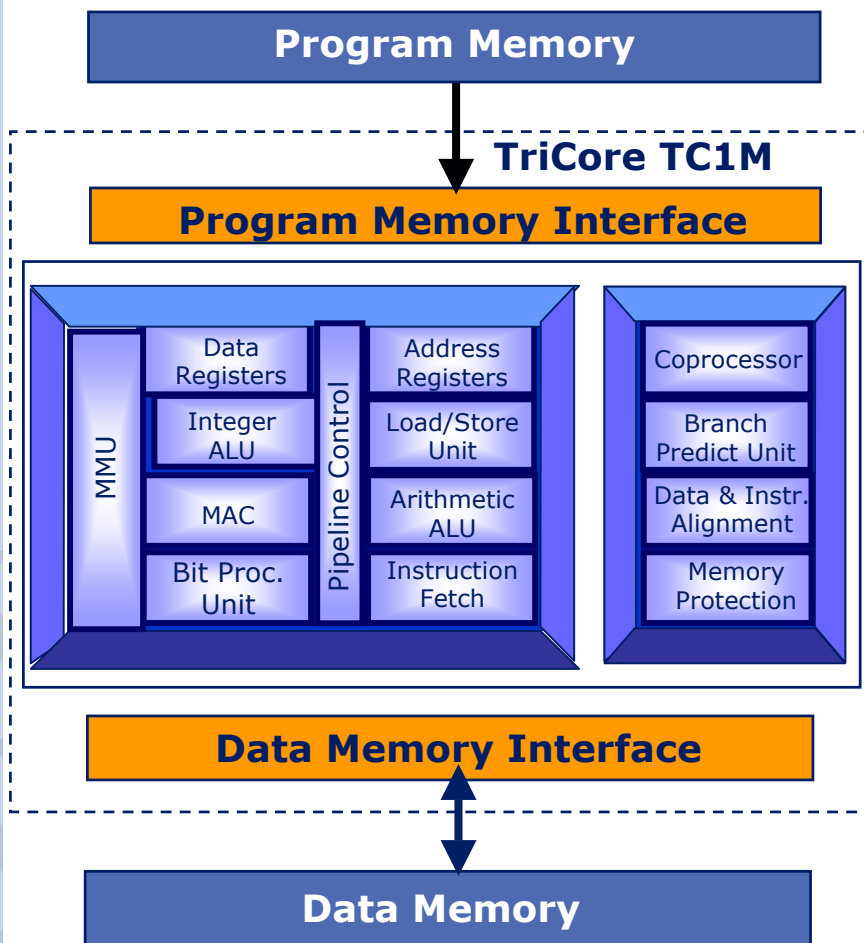 Program Memory
TriCore TC1M
Program Memory Interface
MMU
Data
Registers
Integer
ALU
MAC
Bit Proc.
Unit
Pipeline Control
Address
Registers
Load/Store
Unit
Arithmetic
ALU
Instruction
Fetch
Coprocessor
Branch
Predict Unit
Data & Instr.
Alignment
Memory
Protection
Data Memory Interface
Data Memory